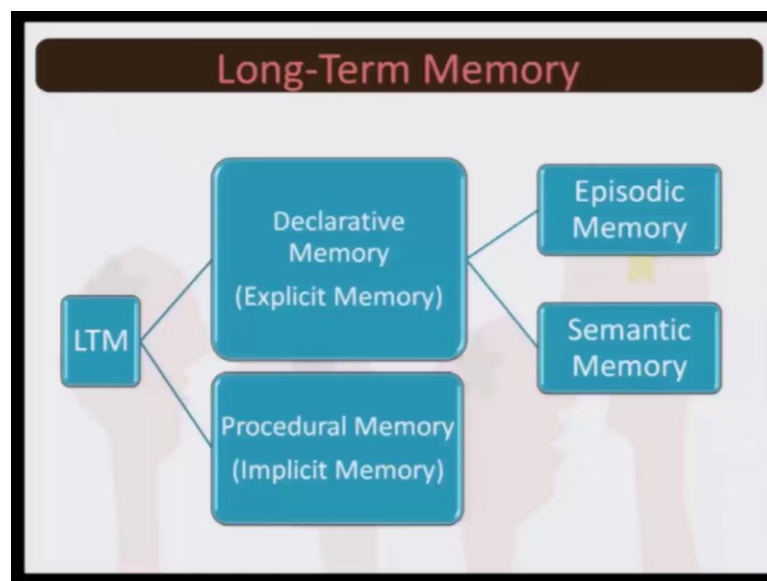 Long-Term Memory
LTM
Declarative
Memory
(Explicit Memory)
Procedural Memory
(Implicit Memory)
Episodic
Memory
Semantic
Memory